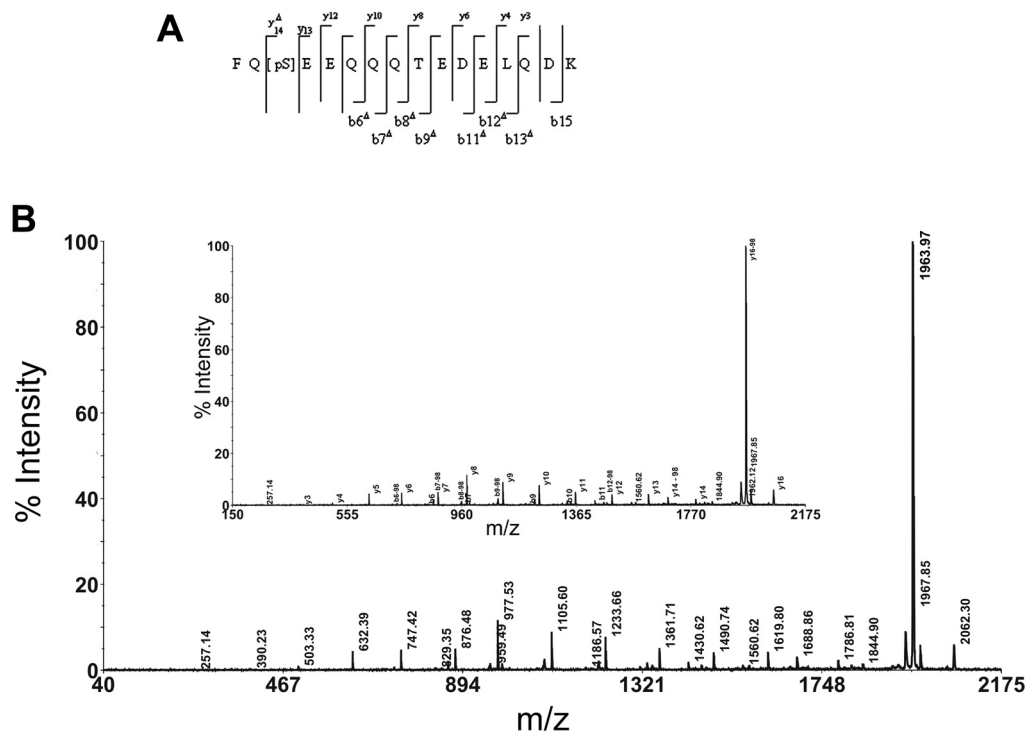 A
yΔ14 y13 y12 y10 y8 y6 y4 y3
F Q [pS] E E Q Q Q T E D E L Q D K
b6Δ b8Δ b12Δ b15
b7Δ b9Δ b11Δ b13Δ
B
% Intensity
100
80
60
40
20
0
40 467 894 1321 1748 2175
m/z
257.14
390.23
503.33
632.39
747.42
829.35
876.48
977.53
959.49
1105.60
1186.57
1233.66
1361.71
1430.62
1490.74
1560.62
1619.80
1688.86
1786.81
1844.90
1963.97
1967.85
2062.30
% Intensity
100
80
60
40
20
0
150 555 960 1365 1770 2175
m/z
257.14
y3
y4
y5
b6-98
y6
b6
b7-98
y7
b8-98
b7
y8
b9-98
y9
b9
y10
b10
y11
b11
b12-98
y12
1560.62
y13
y14 - 98
y14
1844.90
1962.12
y16-98
1967.85
y16